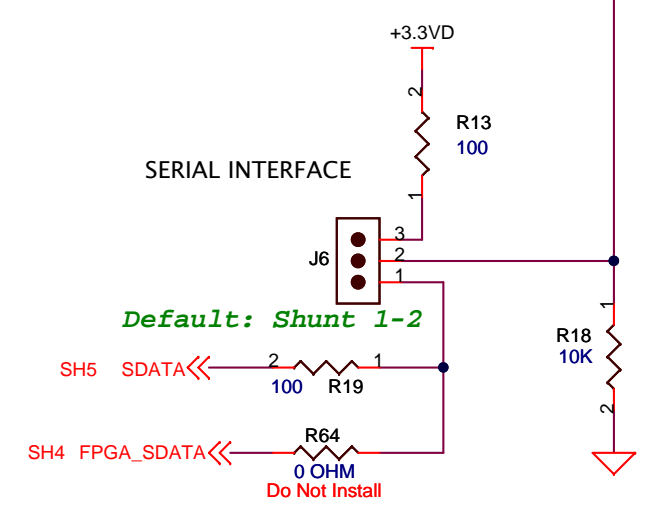 +3.3VD
2
R13
100
1
SERIAL INTERFACE
J6
3
2
1
Default: Shunt 1-2
1
R18
10K
2
SH5 SDATA
2
1
100
R19
SH4 FPGA_SDATA
R64
0 OHM
Do Not Install